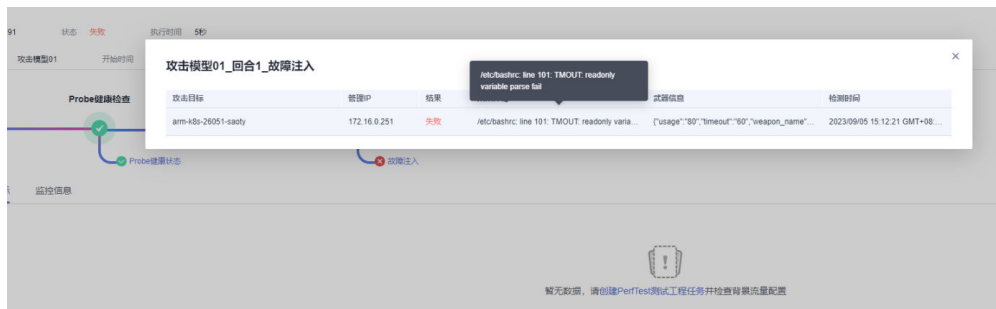 91 状态 失败 执行时间 5秒
攻击模型01 开始时间
攻击模型01_回合1_故障注入
/etc/bashrc: line 101: TMOUT: readonly
variable parse fail
Probe健康检查
攻击目标 管理IP 结果 武器信息 检测时间
arm-k8s-26051-saoty 172.16.0.251 失败 /etc/bashrc: line 101: TMOUT: readonly varia... {"usage":"80","timeout":"60","weapon_name"... 2023/09/05 15:12:21 GMT+08:...
Probe健康状态 故障注入
监控信息
暂无数据，请创建PerfTest测试工程任务并检查背景流量配置